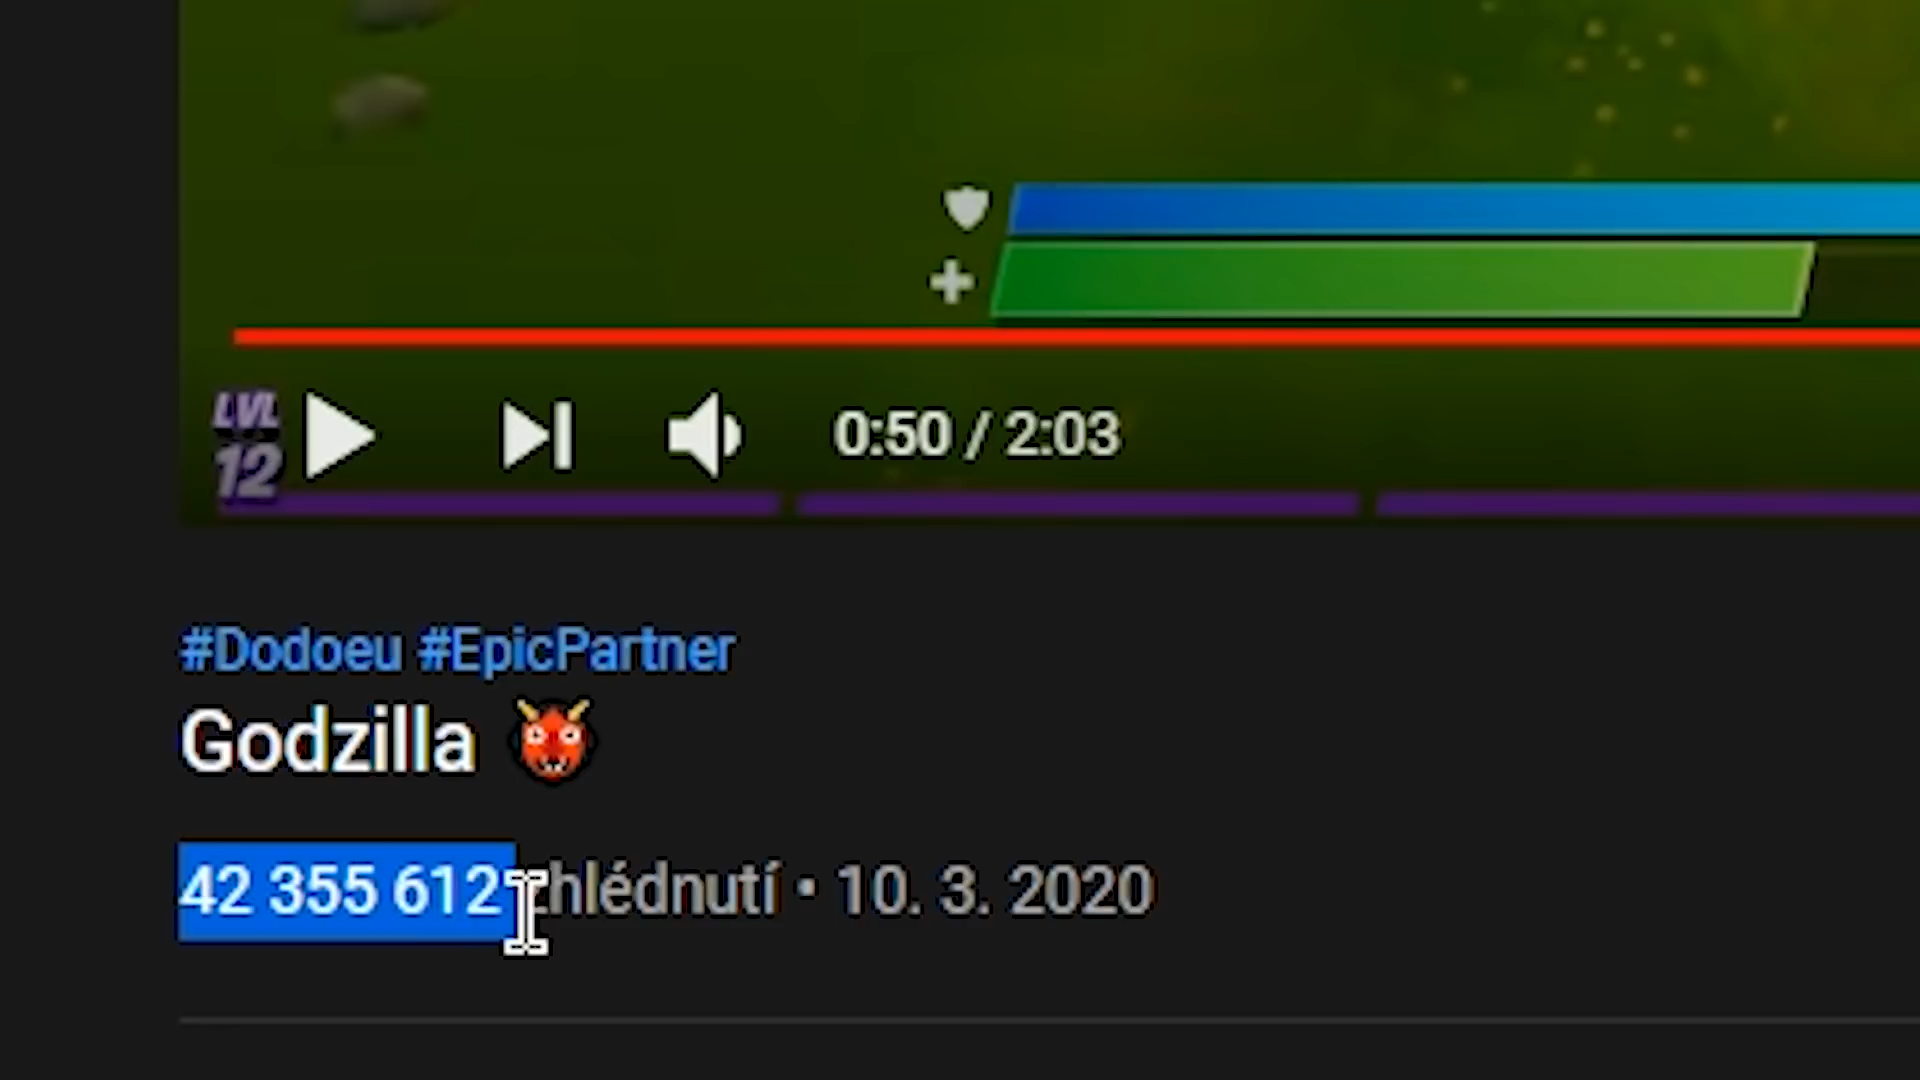 LVL
12
0:50 / 2:03
#Dodoeu #EpicPartner
Godzilla 👹
42 355 612 zhlédnutí • 10. 3. 2020